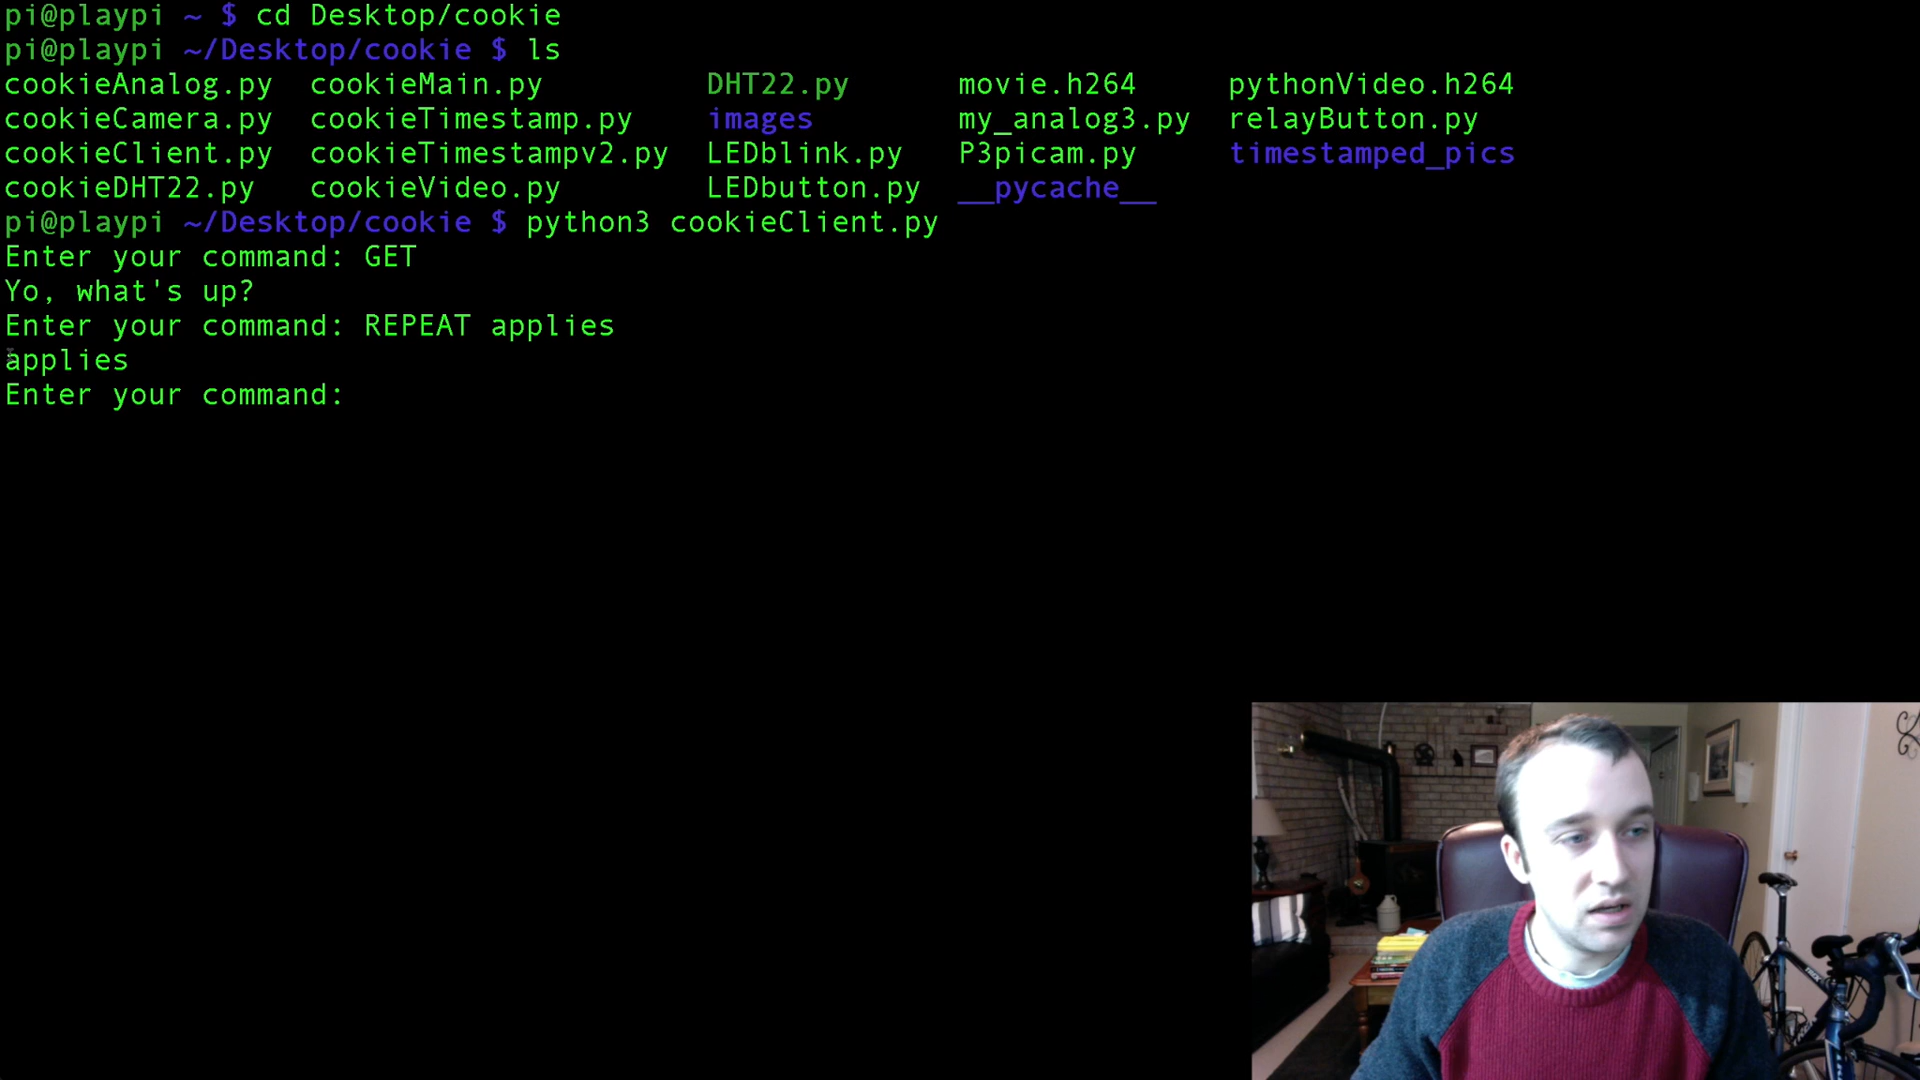 pi@playpi ~ $ cd Desktop/cookie
pi@playpi ~/Desktop/cookie $ ls
cookieAnalog.py  cookieMain.py  DHT22.py  movie.h264  pythonVideo.h264
cookieCamera.py  cookieTimestamp.py  images  my_analog3.py  relayButton.py
cookieClient.py  cookieTimestampv2.py  LEDblink.py  P3picam.py  timestamped_pics
cookieDHT22.py  cookieVideo.py  LEDbutton.py  __pycache__
pi@playpi ~/Desktop/cookie $ python3 cookieClient.py
Enter your command: GET
Yo, what's up?
Enter your command: REPEAT applies
applies
Enter your command: